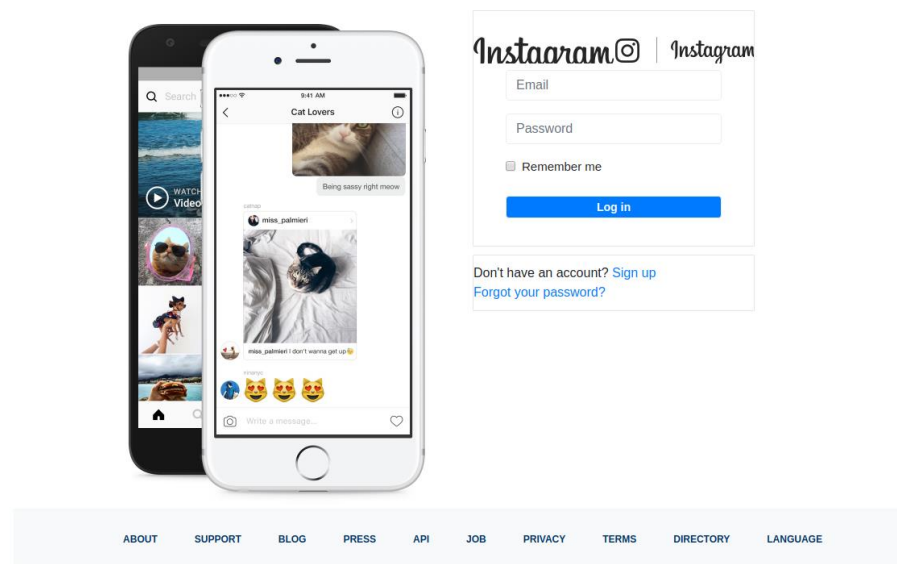 Instagram Instagram
Email
Password
Remember me
Log in
Don't have an account? Sign up
Forgot your password?
Search
WATCH
Video
9:41 AM
Cat Lovers
Being sassy right meow
miss_palmieri
miss_palmieri I don't wanna get up
Write a message...
ABOUT SUPPORT BLOG PRESS API JOB PRIVACY TERMS DIRECTORY LANGUAGE